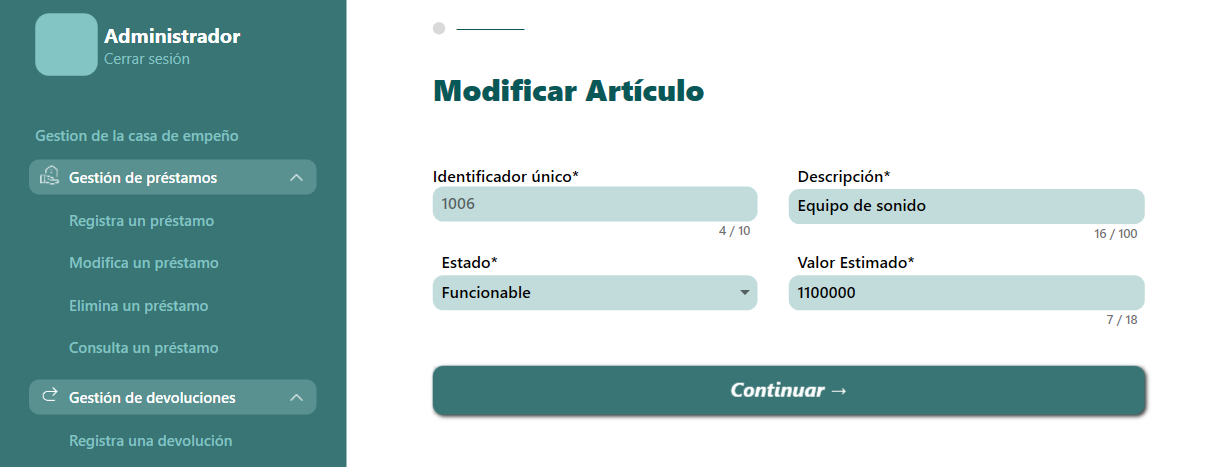 Administrador
Cerrar sesión
Gestion de la casa de empeño
Gestión de préstamos
Registra un préstamo
Modifica un préstamo
Elimina un préstamo
Consulta un préstamo
Gestión de devoluciones
Registra una devolución
Modificar Artículo
Identificador único*
1006
4 / 10
Descripción*
Equipo de sonido
16 / 100
Estado*
Funcionable
Valor Estimado*
1100000
7 / 18
Continuar →